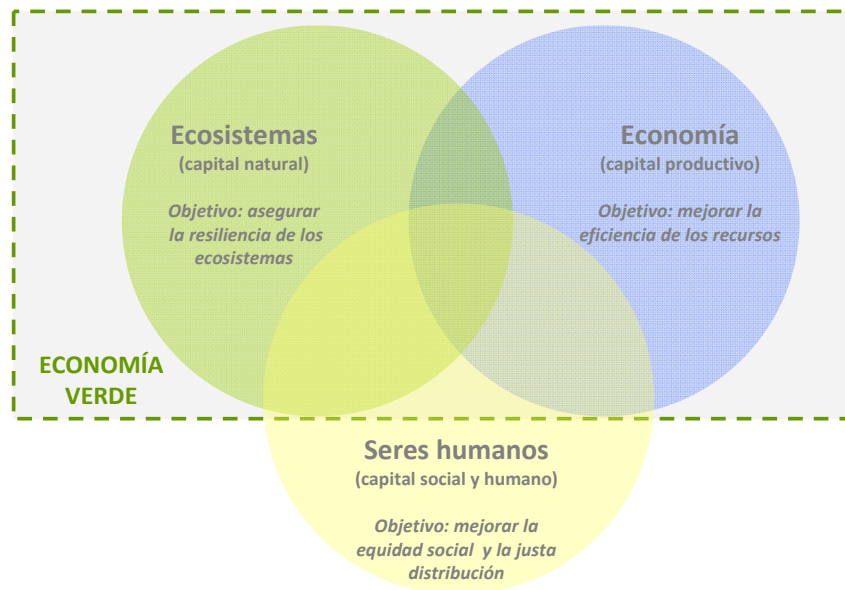 Ecosistemas
(capital natural)
Objetivo: asegurar
la resiliencia de los
ecosistemas
Economía
(capital productivo)
Objetivo: mejorar la
eficiencia de los recursos
ECONOMÍA
VERDE
Seres humanos
(capital social y humano)
Objetivo: mejorar la
equidad social y la justa
distribución